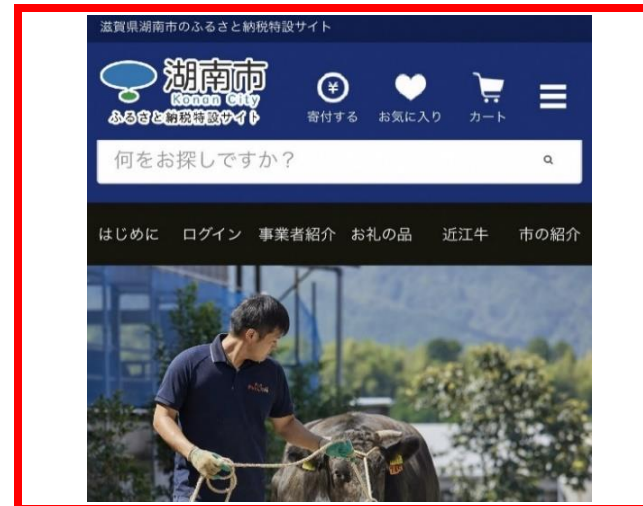 滋賀県湖南市のふるさと納税特設サイト
湖南市
Konan City
ふるさと納税特設サイト
¥
寄付する お気に入り カート
何をお探しですか？
はじめに ログイン 事業者紹介 お礼の品 近江牛 市の紹介